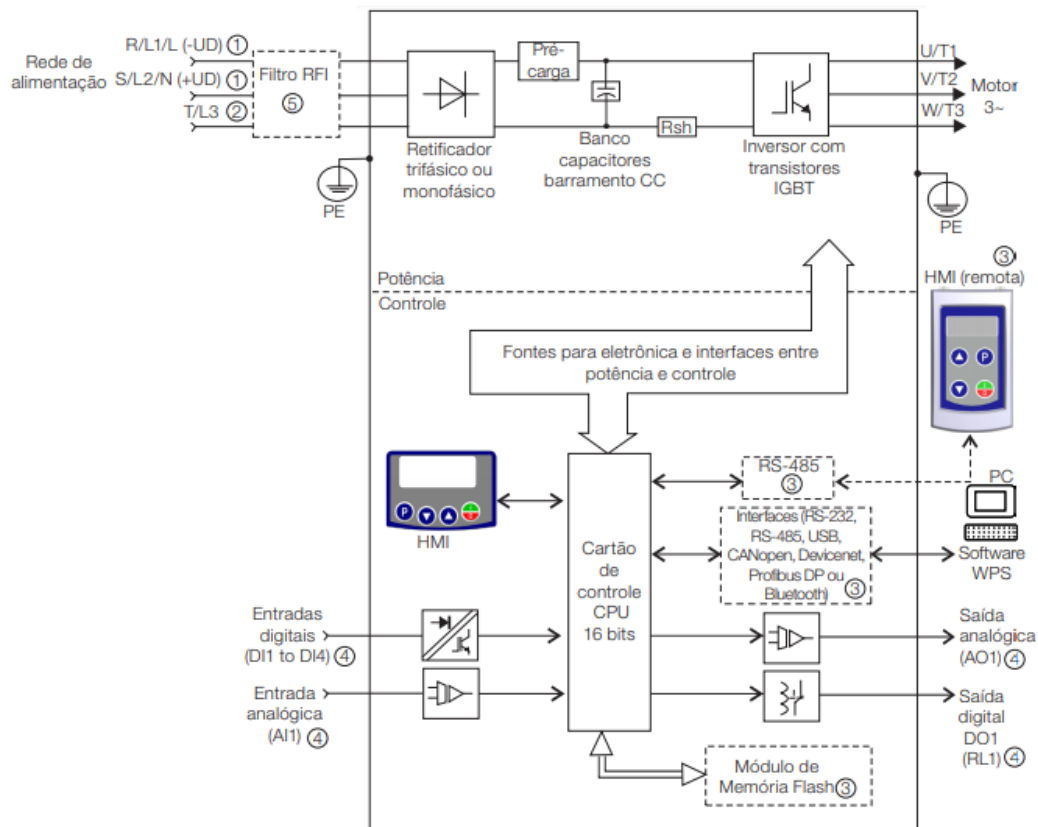 Rede de
alimentação
R/L1/L (-UD) ①
S/L2/N (+UD) ①
T/L3 ②
Filtro RFI
⑤
PE
Retificador
trifásico ou
monofásico
Pré-
carga
Banco
capacitores
barramento CC
Rsh
Inversor com
transistores
IGBT
U/T1
V/T2
W/T3
Motor
3~
PE
Potência
Controle
③
HMI (remota)
P
Fontes para eletrônica e interfaces entre
potência e controle
P
HMI
Cartão
de
controle
CPU
16 bits
RS-485
③
PC
Interfaces (RS-232,
RS-485, USB,
CANopen, Devicenet,
Profibus DP ou
Bluetooth) ③
Software
WPS
Entradas
digitais
(DI1 to DI4) ④
Entrada
analógica
(AI1) ④
Saída
analógica
(AO1) ④
Saída
digital
DO1
(RL1) ④
Módulo de
Memória Flash ③